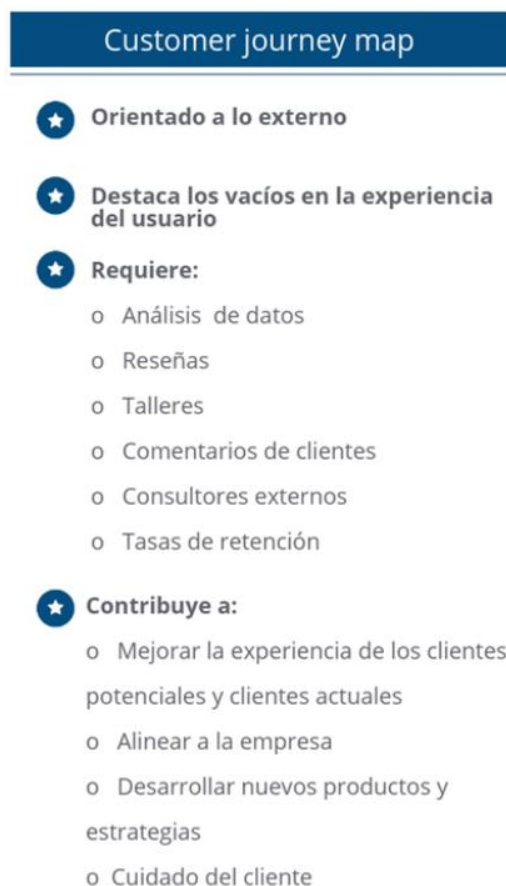 Customer journey map
Orientado a lo externo
Destaca los vacíos en la experiencia
del usuario
Requiere:
o Análisis de datos
o Reseñas
o Talleres
o Comentarios de clientes
o Consultores externos
o Tasas de retención
Contribuye a:
o Mejorar la experiencia de los clientes
potenciales y clientes actuales
o Alinear a la empresa
o Desarrollar nuevos productos y
estrategias
o Cuidado del cliente